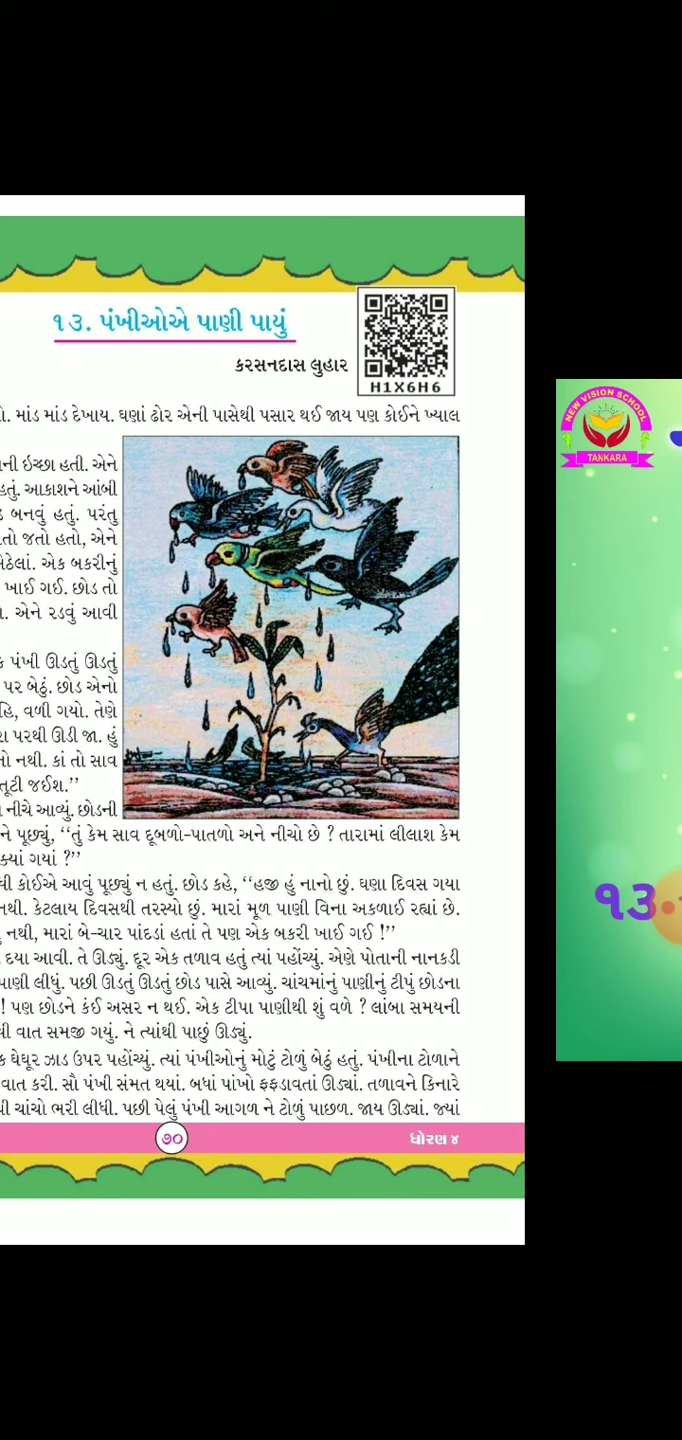 ૧૩. પંખીઓએ પાણી પાયું
કરસનદાસ લુહાર
H1X6H6
માંડ માંડ દેખાય. ઘણાં ઢોર એની પાસેથી પસાર થઈ જાય પણ કોઈને ખ્યાલ
ઈચ્છા હતી. એને
હતું. આકાશને આંબી
બનવું હતું. પરંતુ
જતો હતો, એને
એક બકરીનું
ખાઈ ગઈ. છોડ તો
એને રડવું આવી
પંખી ઊડતું ઊડતું
પર બેઠું. છોડ એનો
વળી ગયો. તેણે
પરથી ઊડી જા. હું
નથી. કાં તો સાવ
તૂટી જઈશ.”
નીચે આવ્યું. છોડની
ને પૂછ્યું, “તું કેમ સાવ દૂબળો-પાતળો અને નીચો છે ? તારામાં લીલાશ કેમ
ક્યાં ગયાં ?”
કોઈએ આવું પૂછ્યું ન હતું. છોડ કહે, “હજી હું નાનો છું. ઘણા દિવસ ગયા
નથી. કેટલાય દિવસથી તરસ્યો છું. મારાં મૂળ પાણી વિના અકળાઈ રહ્યાં છે.
નથી, મારાં બે-ચાર પાંદડાં હતાં તે પણ એક બકરી ખાઈ ગઈ !”
દયા આવી. તે ઊડ્યું. દૂર એક તળાવ હતું ત્યાં પહોંચ્યું. એણે પોતાની નાનકડી
પાણી લીધું. પછી ઊડતું ઊડતું છોડ પાસે આવ્યું. ચાંચમાંનું પાણીનું ટીપું છોડના
! પણ છોડને કંઈ અસર ન થઈ. એક ટીપા પાણીથી શું વળે ? લાંબા સમયની
વાત સમજી ગયું. ને ત્યાંથી પાછું ઊડ્યું.
ઘેઘૂર ઝાડ ઉપર પહોંચ્યું. ત્યાં પંખીઓનું મોટું ટોળું બેઠું હતું. પંખીના ટોળાને
વાત કરી. સૌ પંખી સંમત થયાં. બધાં પાંખો ફફડાવતાં ઊડ્યાં. તળાવને કિનારે
ચાંચો ભરી લીધી. પછી પેલું પંખી આગળ ને ટોળું પાછળ. જાય ઊડ્યાં. જ્યાં
૭૦
ધોરણ ૪
NEW VISION SCHOOL
TANKARA
૧૩.